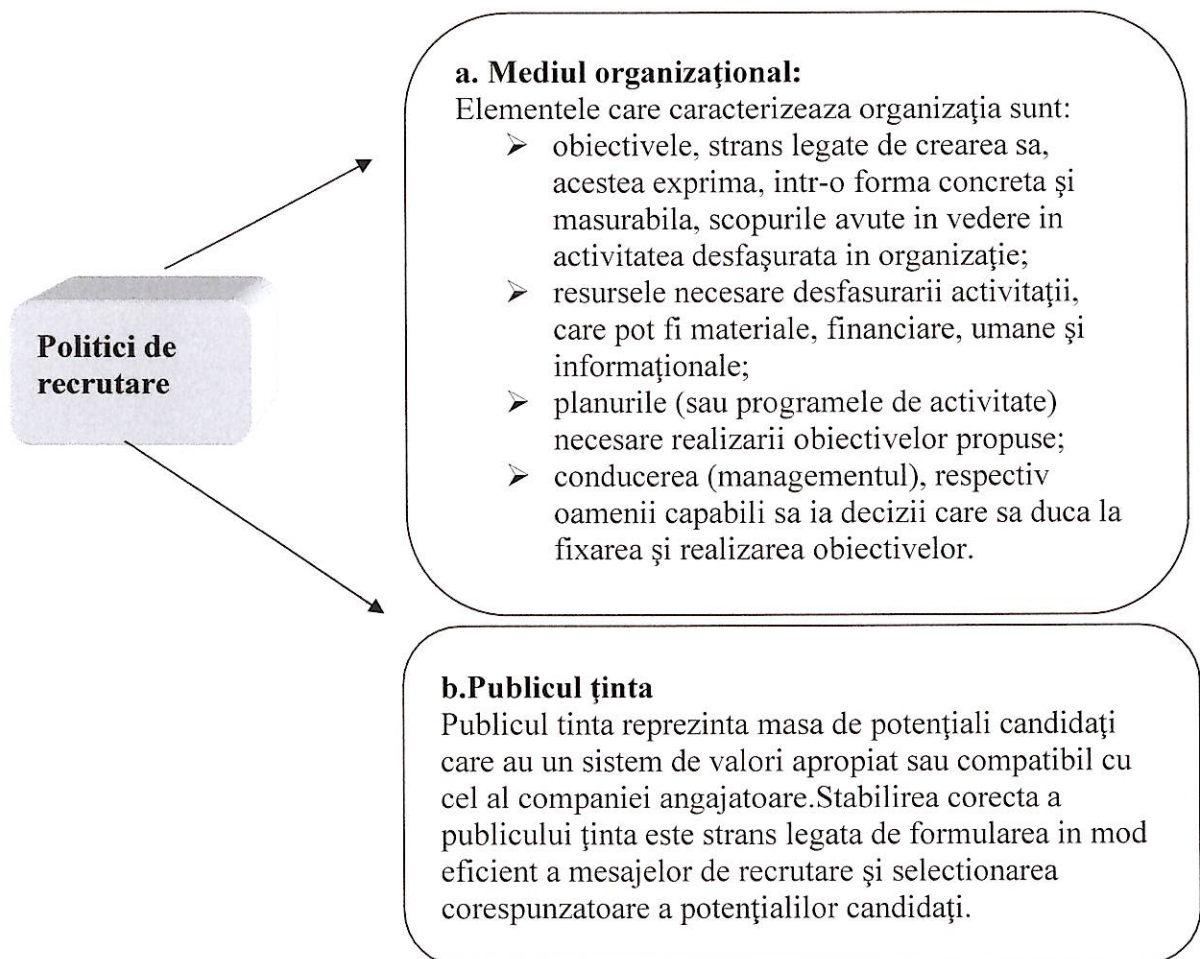 a. Mediul organizaţional:
Elementele care caracterizeaza organizaţia sunt:
➢ obiectivele, strans legate de crearea sa,
acestea exprima, intr-o forma concreta şi
masurabila, scopurile avute in vedere in
activitatea desfaşurata in organizaţie;
➢ resursele necesare desfasurarii activitaţii,
care pot fi materiale, financiare, umane şi
informaţionale;
➢ planurile (sau programele de activitate)
necesare realizarii obiectivelor propuse;
➢ conducerea (managementul), respectiv
oamenii capabili sa ia decizii care sa duca la
fixarea şi realizarea obiectivelor.
Politici de
recrutare
b.Publicul ţinta
Publicul tinta reprezinta masa de potenţiali candidaţi
care au un sistem de valori apropiat sau compatibil cu
cel al companiei angajatoare.Stabilirea corecta a
publicului ţinta este strans legata de formularea in mod
eficient a mesajelor de recrutare şi selectionarea
corespunzatoare a potenţialilor candidaţi.